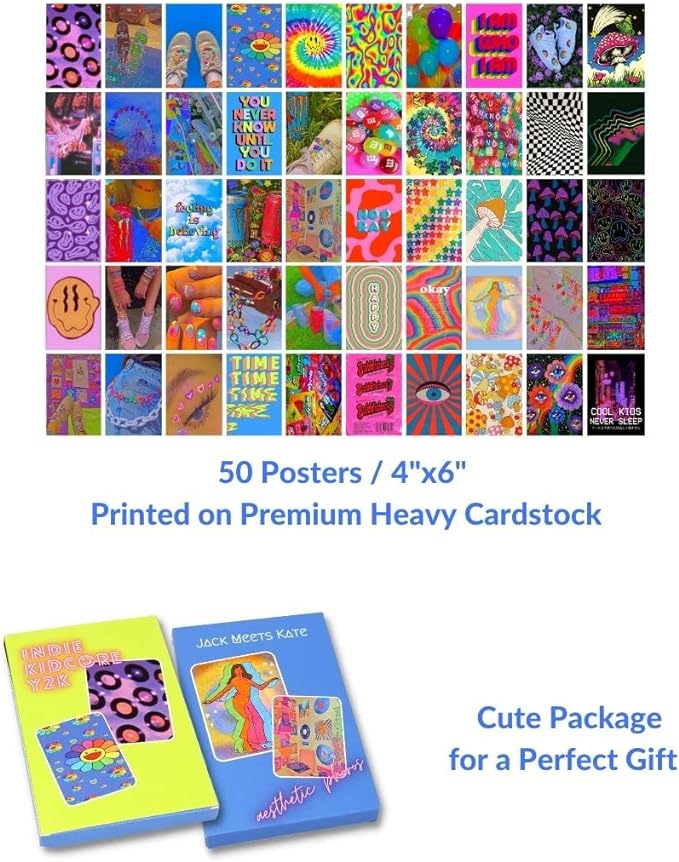 I AM
WHO
I AM
YOU
NEVER
KNOW
UNTIL
YOU
DO IT
feeling
is
believing
HAPPY
okay
TIME
TIME
TIME
COOL KIDS
NEVER SLEEP
50 Posters / 4"x6"
Printed on Premium Heavy Cardstock
INDIE
KIDCORE
Y2K
JACK MEETS KATE
aesthetic photos
Cute Package
for a Perfect Gift